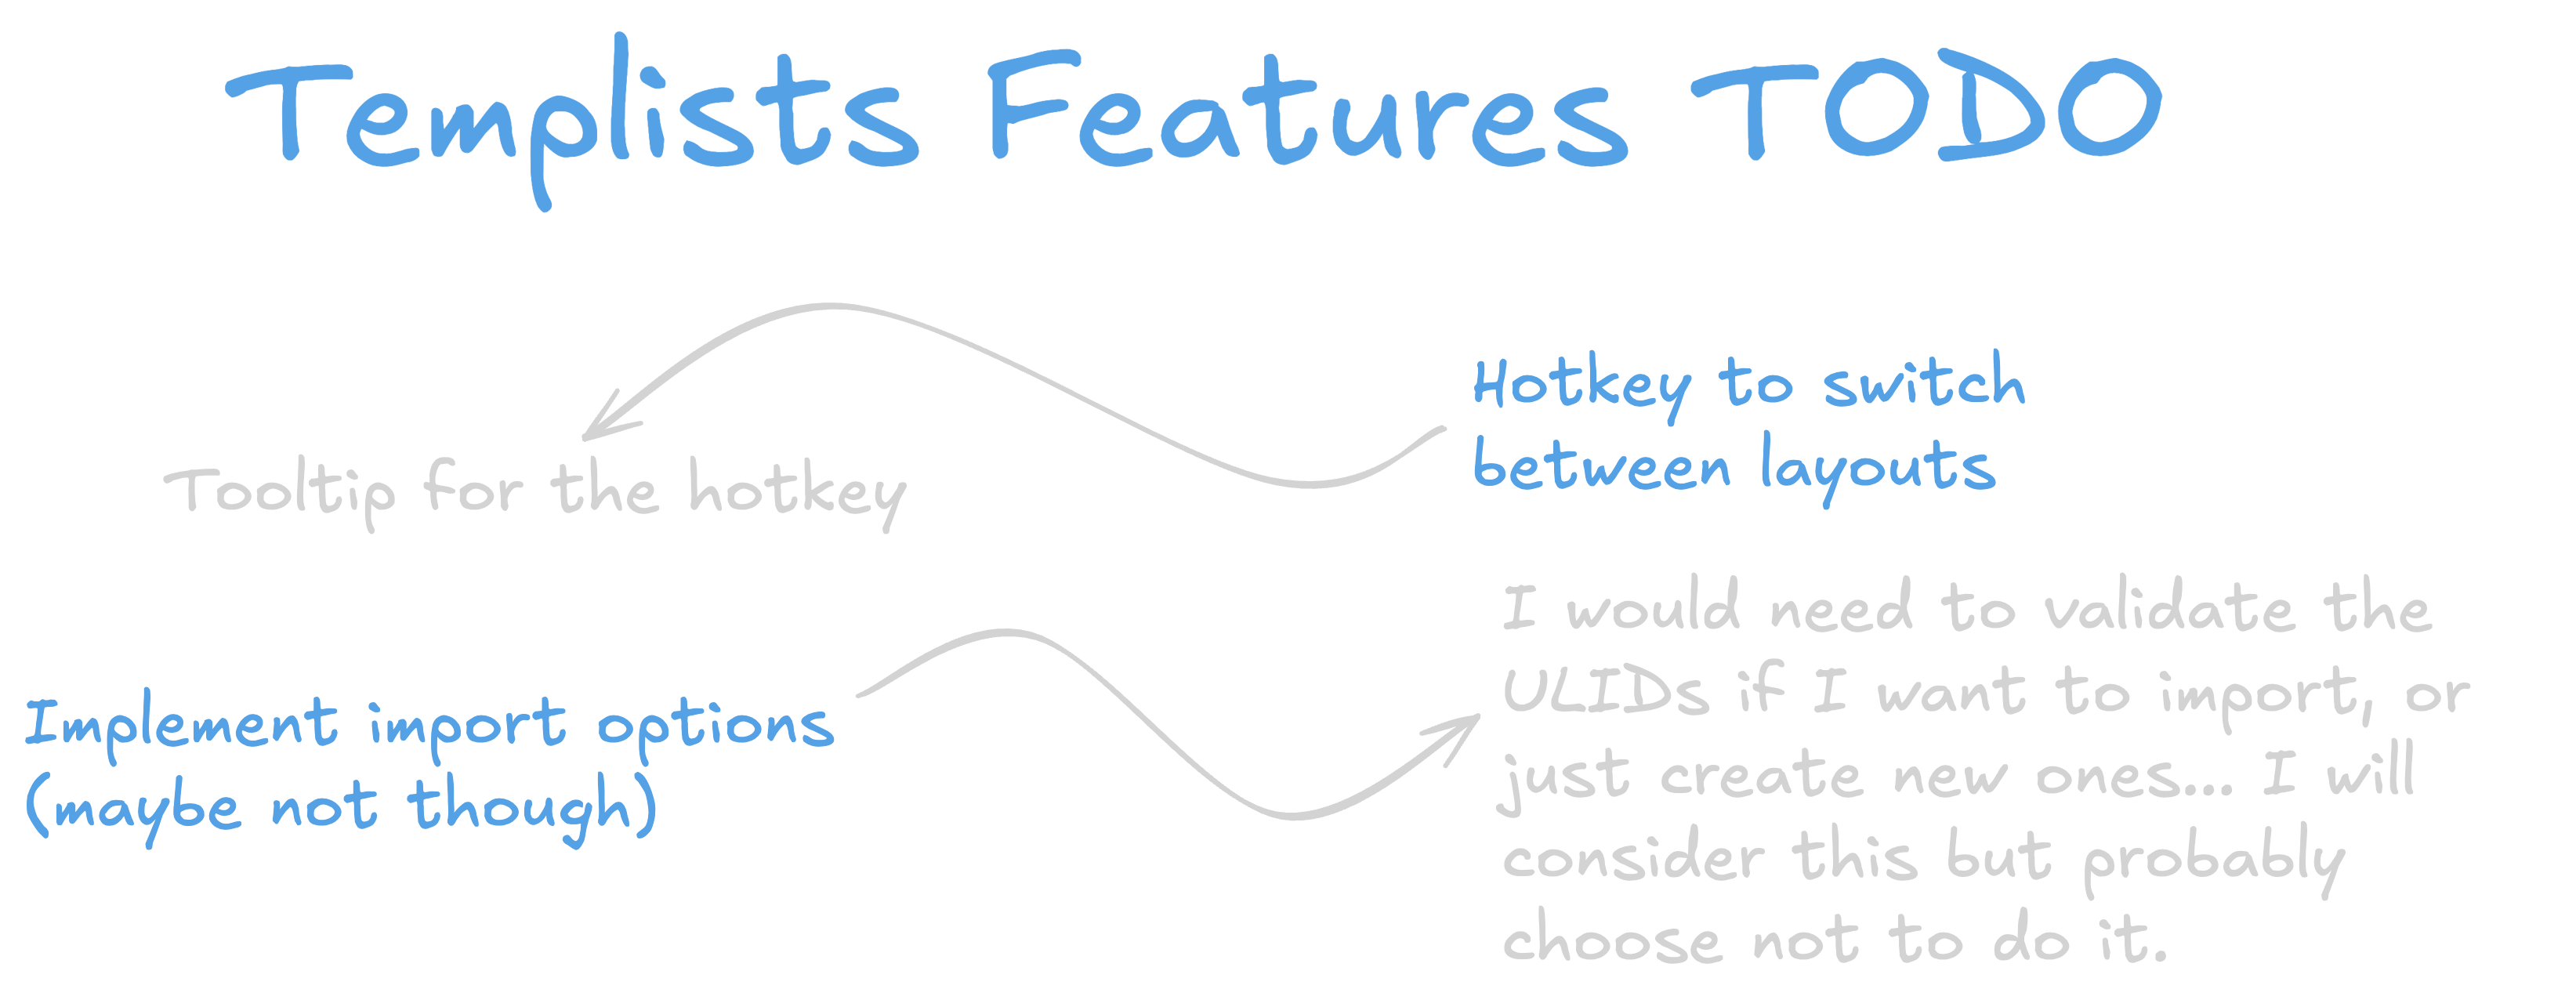 Templists Features TODO
Hotkey to switch
between layouts
Tooltip for the hotkey
Implement import options
(maybe not though)
I would need to validate the
ULIDs if I want to import, or
just create new ones... I will
consider this but probably
choose not to do it.